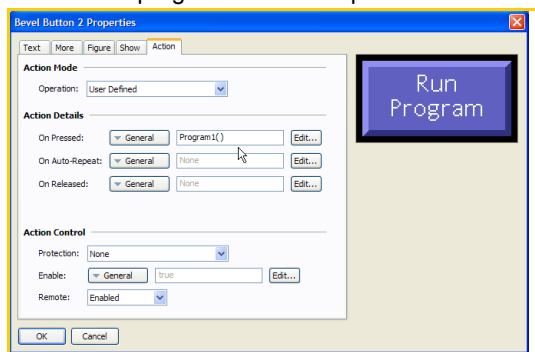 Bevel Button 2 Properties
Text More Figure Show Action
Action Mode
Operation: User Defined
Action Details
On Pressed: General Program1() Edit...
On Auto-Repeat: General None Edit...
On Released: General None Edit...
Action Control
Protection: None
Enable: General true Edit...
Remote: Enabled
OK Cancel
Run
Program